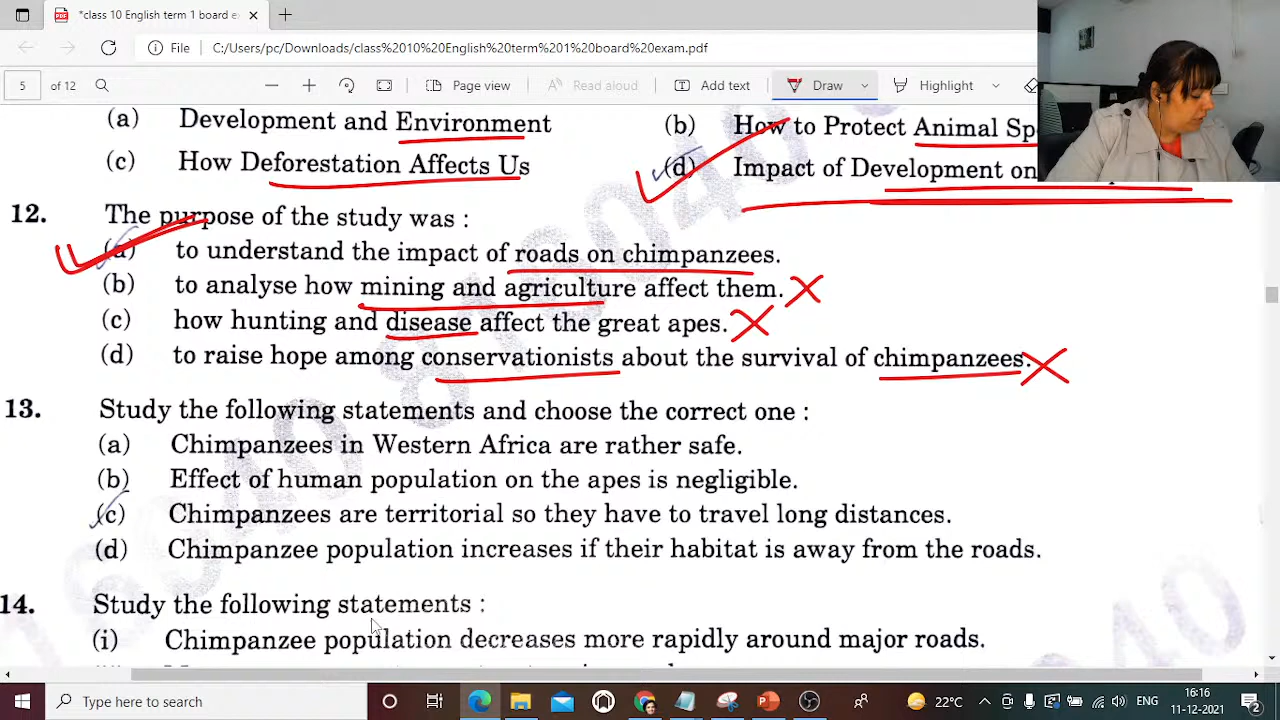 *class 10 English term 1 board e
File
C:/Users/pc/Downloads/class%2010%20English%20term%201%20board%20exam.pdf
5 of 12
Page view
Read aloud
Add text
Draw
Highlight
(a) Development and Environment
(b) How to Protect Animal Sp
(c) How Deforestation Affects Us
(d) Impact of Development on
12. The purpose of the study was :
(a) to understand the impact of roads on chimpanzees.
(b) to analyse how mining and agriculture affect them.
(c) how hunting and disease affect the great apes.
(d) to raise hope among conservationists about the survival of chimpanzees.
13. Study the following statements and choose the correct one :
(a) Chimpanzees in Western Africa are rather safe.
(b) Effect of human population on the apes is negligible.
(c) Chimpanzees are territorial so they have to travel long distances.
(d) Chimpanzee population increases if their habitat is away from the roads.
14. Study the following statements :
(i) Chimpanzee population decreases more rapidly around major roads.
Type here to search
22°C
ENG
16:16
11-12-2021
2